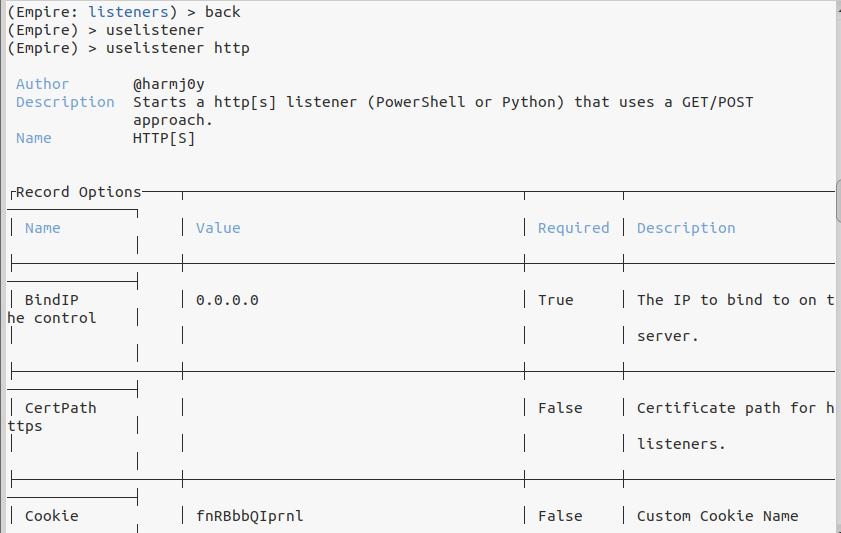 (Empire: listeners) > back
(Empire) > uselistener
(Empire) > uselistener http
Author @harmj0y
Description Starts a http[s] listener (PowerShell or Python) that uses a GET/POST
approach.
Name HTTP[S]
Record Options
Name Value Required Description
BindIP 0.0.0.0 True The IP to bind to on t
he control
server.
CertPath False Certificate path for h
ttps
listeners.
Cookie fnRBbbQIprnl False Custom Cookie Name